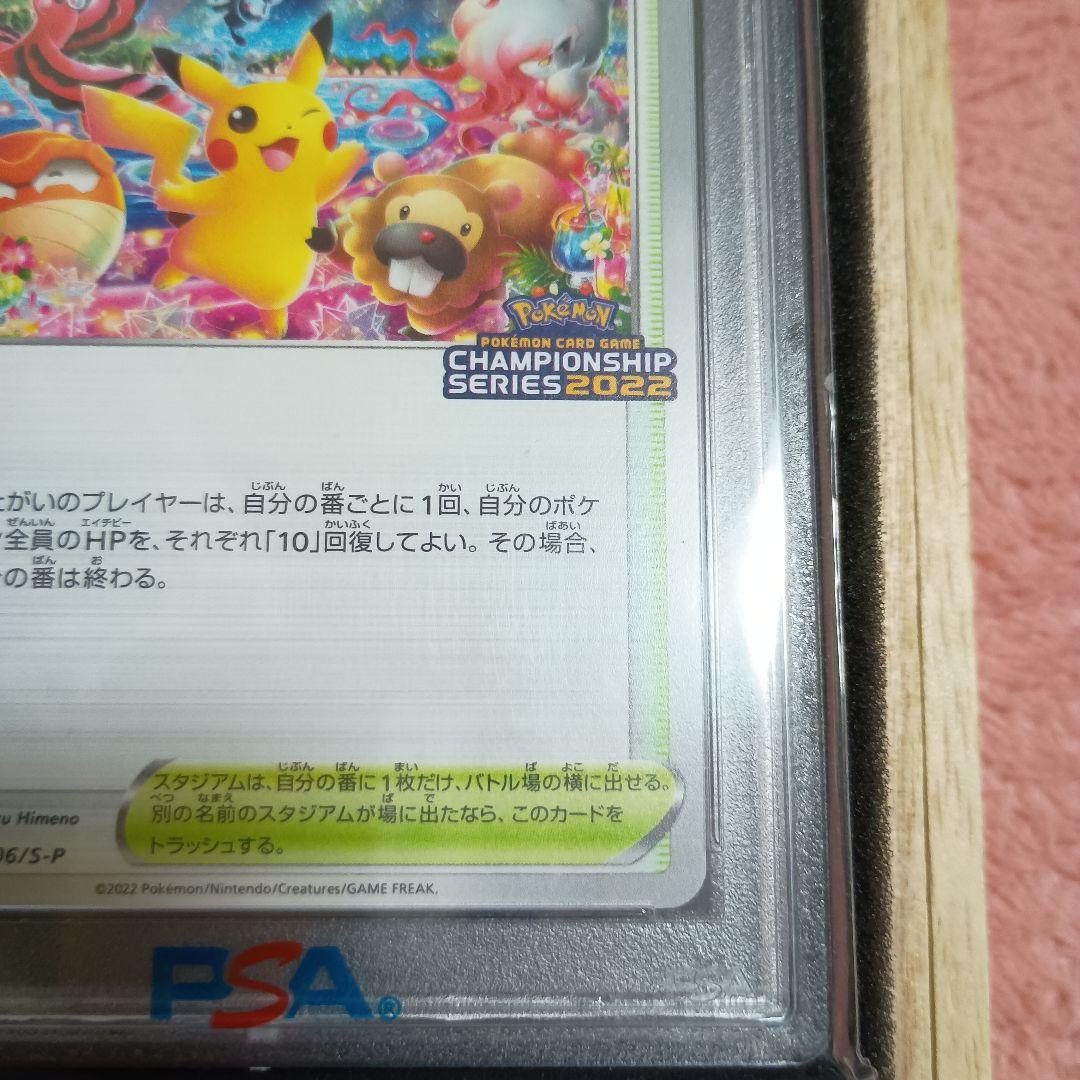 Pokémon
POKÉMON CARD GAME
CHAMPIONSHIP
SERIES 2022
がいのプレイヤーは、自分の番ごとに1回、自分のポケ
全員のHPを、それぞれ「10」回復してよい。その場合、
の番は終わる。
スタジアムは、自分の番に1枚だけ、バトル場の横に出せる。
別の名前のスタジアムが場に出たなら、このカードを
トラッシュする。
u Himeno
06/S-P
©2022 Pokémon/Nintendo/Creatures/GAME FREAK.
PSA®